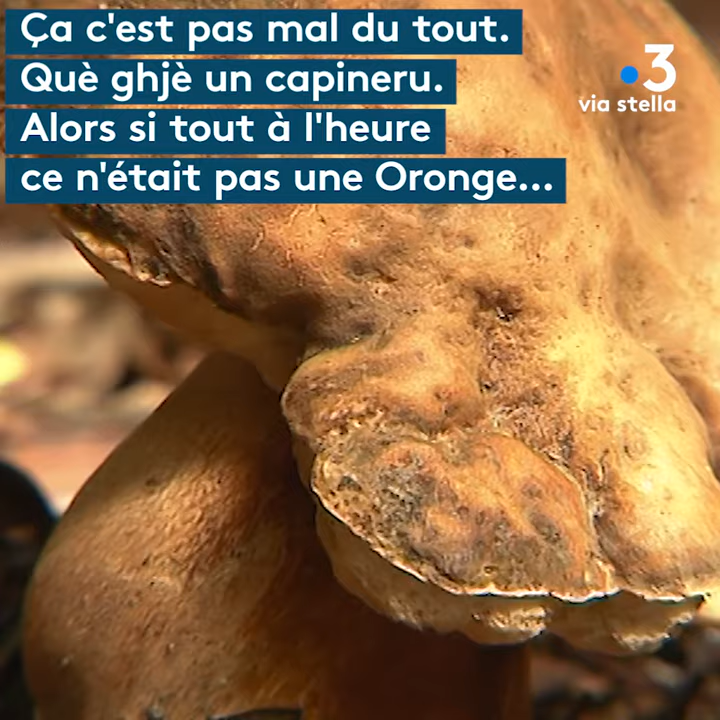 Ça c'est pas mal du tout.
Què ghjè un capineru.
Alors si tout à l'heure
ce n'était pas une Oronge...
3
via stella